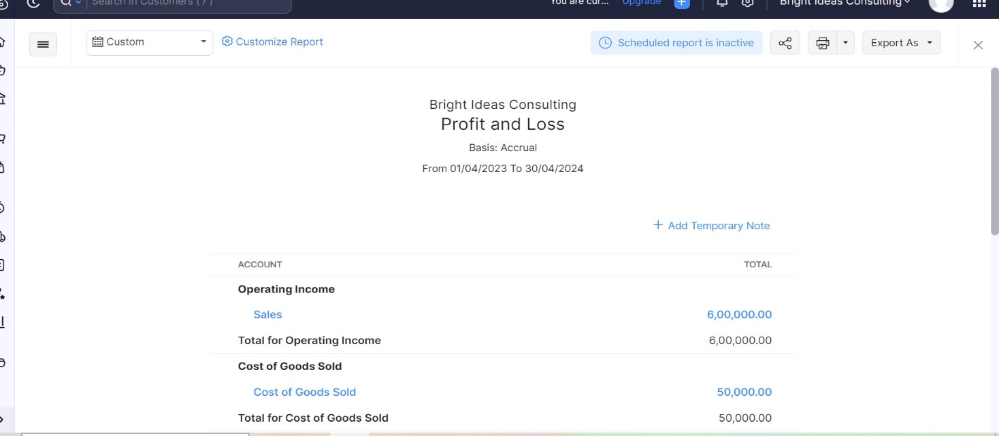 Search in Customers ( / )
You are cur... Upgrade
Bright Ideas Consulting
Custom
Customize Report
Scheduled report is inactive
Export As
Bright Ideas Consulting
Profit and Loss
Basis: Accrual
From 01/04/2023 To 30/04/2024
+ Add Temporary Note
ACCOUNT TOTAL
Operating Income
Sales 6,00,000.00
Total for Operating Income 6,00,000.00
Cost of Goods Sold
Cost of Goods Sold 50,000.00
Total for Cost of Goods Sold 50,000.00